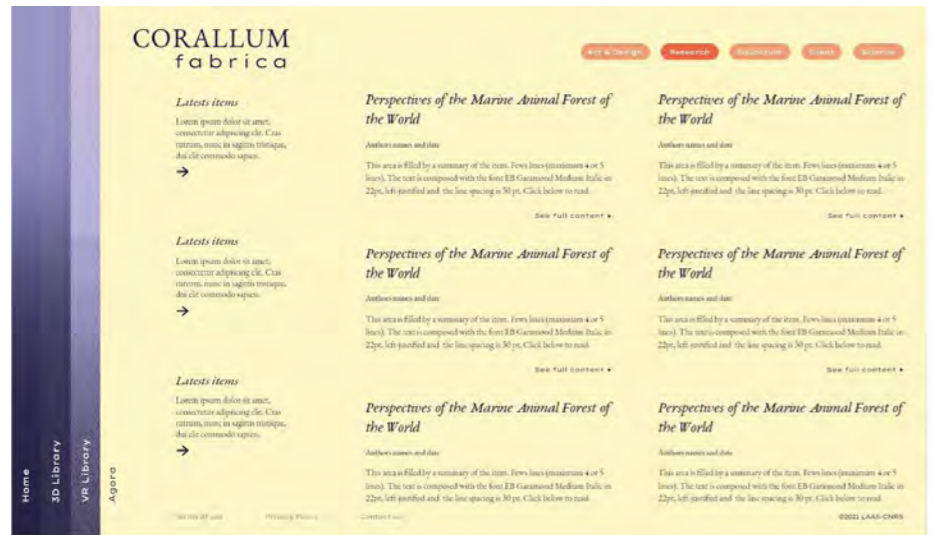 CORALLUM
fabrica
Art & Design
Research
Education
Event
Science
Latests items
Lorem ipsum dolor sit amet,
consectetur adipiscing elit. Cras
rutrum, nunc in sagittis tristique,
dui elit commodo sapien.
→
Latests items
Lorem ipsum dolor sit amet,
consectetur adipiscing elit. Cras
rutrum, nunc in sagittis tristique,
dui elit commodo sapien.
→
Latests items
Lorem ipsum dolor sit amet,
consectetur adipiscing elit. Cras
rutrum, nunc in sagittis tristique,
dui elit commodo sapien.
→
Perspectives of the Marine Animal Forest of
the World
Authors names and date
This area is filled by a summary of the item. Fews lines (maximum 4 or 5
lines). The text is composed with the font EB Garamond Medium Italic in
22pt, left-justified and the line spacing is 30 pt. Click below to read.
See full content ▸
Perspectives of the Marine Animal Forest of
the World
Authors names and date
This area is filled by a summary of the item. Fews lines (maximum 4 or 5
lines). The text is composed with the font EB Garamond Medium Italic in
22pt, left-justified and the line spacing is 30 pt. Click below to read.
See full content ▸
Perspectives of the Marine Animal Forest of
the World
Authors names and date
This area is filled by a summary of the item. Fews lines (maximum 4 or 5
lines). The text is composed with the font EB Garamond Medium Italic in
22pt, left-justified and the line spacing is 30 pt. Click below to read.
See full content ▸
Perspectives of the Marine Animal Forest of
the World
Authors names and date
This area is filled by a summary of the item. Fews lines (maximum 4 or 5
lines). The text is composed with the font EB Garamond Medium Italic in
22pt, left-justified and the line spacing is 30 pt. Click below to read.
See full content ▸
Perspectives of the Marine Animal Forest of
the World
Authors names and date
This area is filled by a summary of the item. Fews lines (maximum 4 or 5
lines). The text is composed with the font EB Garamond Medium Italic in
22pt, left-justified and the line spacing is 30 pt. Click below to read.
Perspectives of the Marine Animal Forest of
the World
Authors names and date
This area is filled by a summary of the item. Fews lines (maximum 4 or 5
lines). The text is composed with the font EB Garamond Medium Italic in
22pt, left-justified and the line spacing is 30 pt. Click below to read.
Home
3D Library
VR Library
Agora
Terms of use
Privacy Policy
©2021 LAAS-CNRS